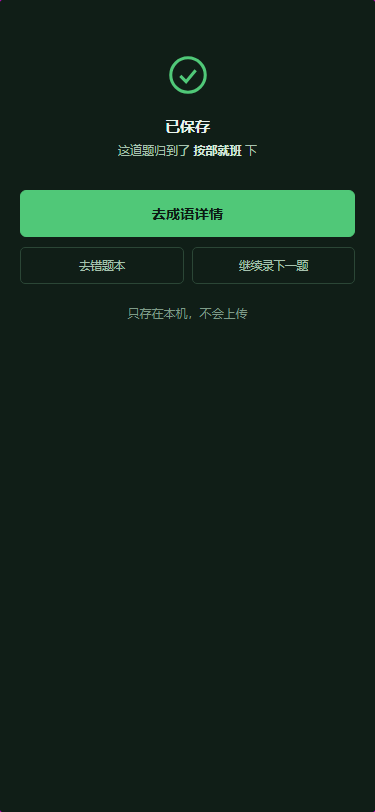 已保存
这道题归到了 按部就班 下
去成语详情
去错题本
继续录下一题
只存在本机，不会上传